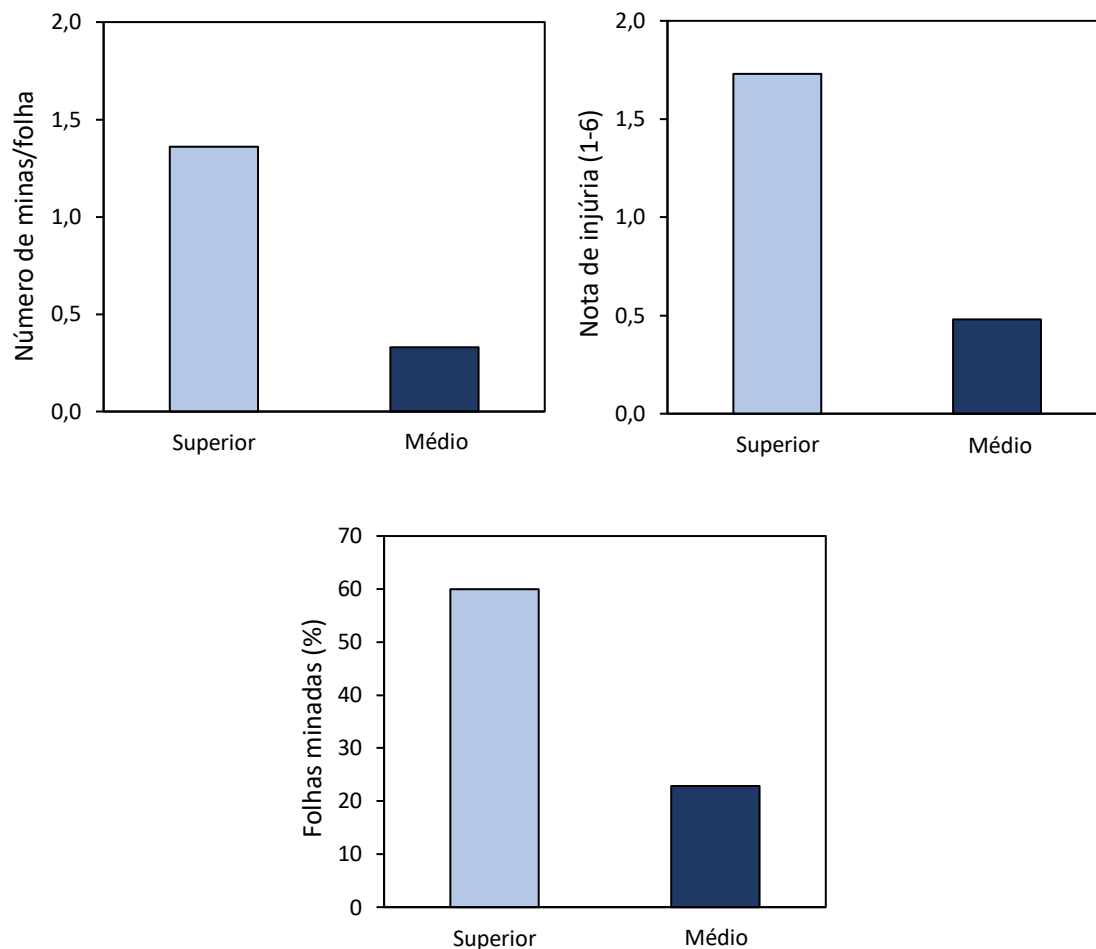 Número de minas/folha
2,0
1,5
1,0
0,5
0,0
Superior
Médio
Nota de injúria (1-6)
2,0
1,5
1,0
0,5
0,0
Superior
Médio
Folhas minadas (%)
70
60
50
40
30
20
10
0
Superior
Médio